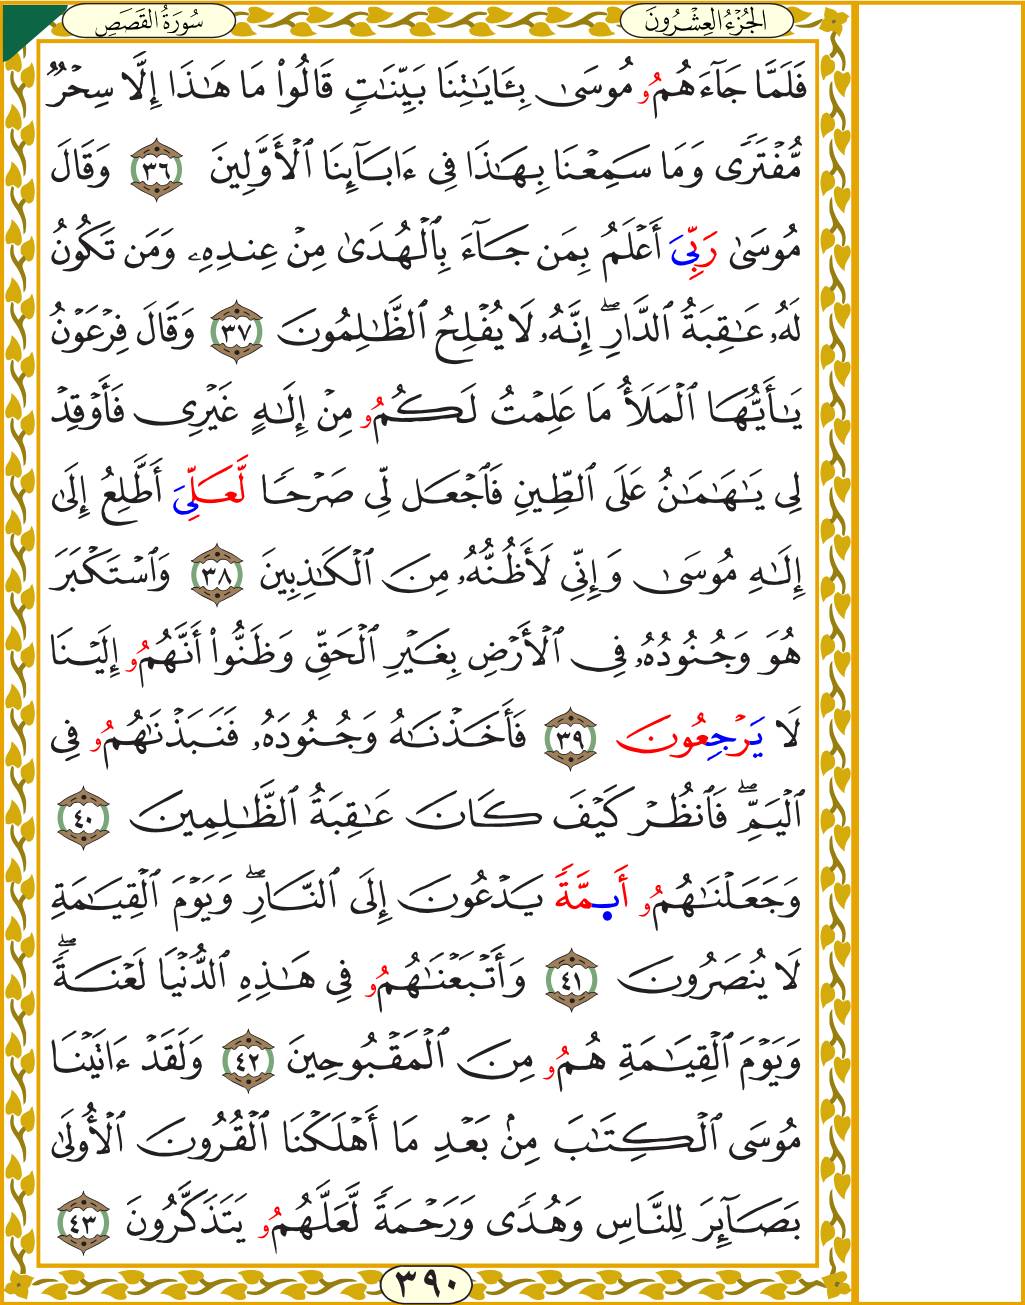 سُورَةُ القَصَصِ الجُزْءُ العِشْرُونَ
فَلَمَّا جَآءَهُمُۥ مُوسَىٰ بِـَٔايَٰتِنَا بَيِّنَٰتٖ قَالُواْ مَا هَٰذَا إِلَّا سِحْرٞ
مُّفْتَرٗى وَمَا سَمِعْنَا بِهَٰذَا فِي ءَابَآئِنَا ٱلْأَوَّلِينَ ٣٦ وَقَالَ
مُوسَىٰ رَبِّيَ أَعْلَمُ بِمَن جَآءَ بِٱلْهُدَىٰ مِنْ عِندِهِۦ وَمَن تَكُونُ
لَهُۥ عَٰقِبَةُ ٱلدَّارِۖ إِنَّهُۥ لَا يُفْلِحُ ٱلظَّٰلِمُونَ ٣٧ وَقَالَ فِرْعَوْنُ
يَٰٓأَيُّهَا ٱلْمَلَأُ مَا عَلِمْتُ لَكُمُۥ مِنْ إِلَٰهٍ غَيْرِي فَأَوْقِدْ
لِي يَٰهَٰمَٰنُ عَلَى ٱلطِّينِ فَٱجْعَل لِّي صَرْحٗا لَّعَلِّيَ أَطَّلِعُ إِلَىٰ
إِلَٰهِ مُوسَىٰ وَإِنِّي لَأَظُنُّهُۥ مِنَ ٱلْكَٰذِبِينَ ٣٨ وَٱسْتَكْبَرَ
هُوَ وَجُنُودُهُۥ فِي ٱلْأَرْضِ بِغَيْرِ ٱلْحَقِّ وَظَنُّواْ أَنَّهُمُۥ إِلَيْنَا
لَا يَرْجِعُونَ ٣٩ فَأَخَذْنَٰهُ وَجُنُودَهُۥ فَنَبَذْنَٰهُمُۥ فِي
ٱلْيَمِّۖ فَٱنظُرْ كَيْفَ كَانَ عَٰقِبَةُ ٱلظَّٰلِمِينَ ٤٠
وَجَعَلْنَٰهُمُۥ أَى۪مَّةٗ يَدْعُونَ إِلَى ٱلنَّارِۖ وَيَوْمَ ٱلْقِيَٰمَةِ
لَا يُنصَرُونَ ٤١ وَأَتْبَعْنَٰهُمُۥ فِي هَٰذِهِ ٱلدُّنْيَا لَعْنَةٗۖ
وَيَوْمَ ٱلْقِيَٰمَةِ هُمُۥ مِنَ ٱلْمَقْبُوحِينَ ٤٢ وَلَقَدْ ءَاتَيْنَا
مُوسَى ٱلْكِتَٰبَ مِنۢ بَعْدِ مَا أَهْلَكْنَا ٱلْقُرُونَ ٱلْأُولَىٰ
بَصَآئِرَ لِلنَّاسِ وَهُدٗى وَرَحْمَةٗ لَّعَلَّهُمُۥ يَتَذَكَّرُونَ ٤٣
٣٩٠